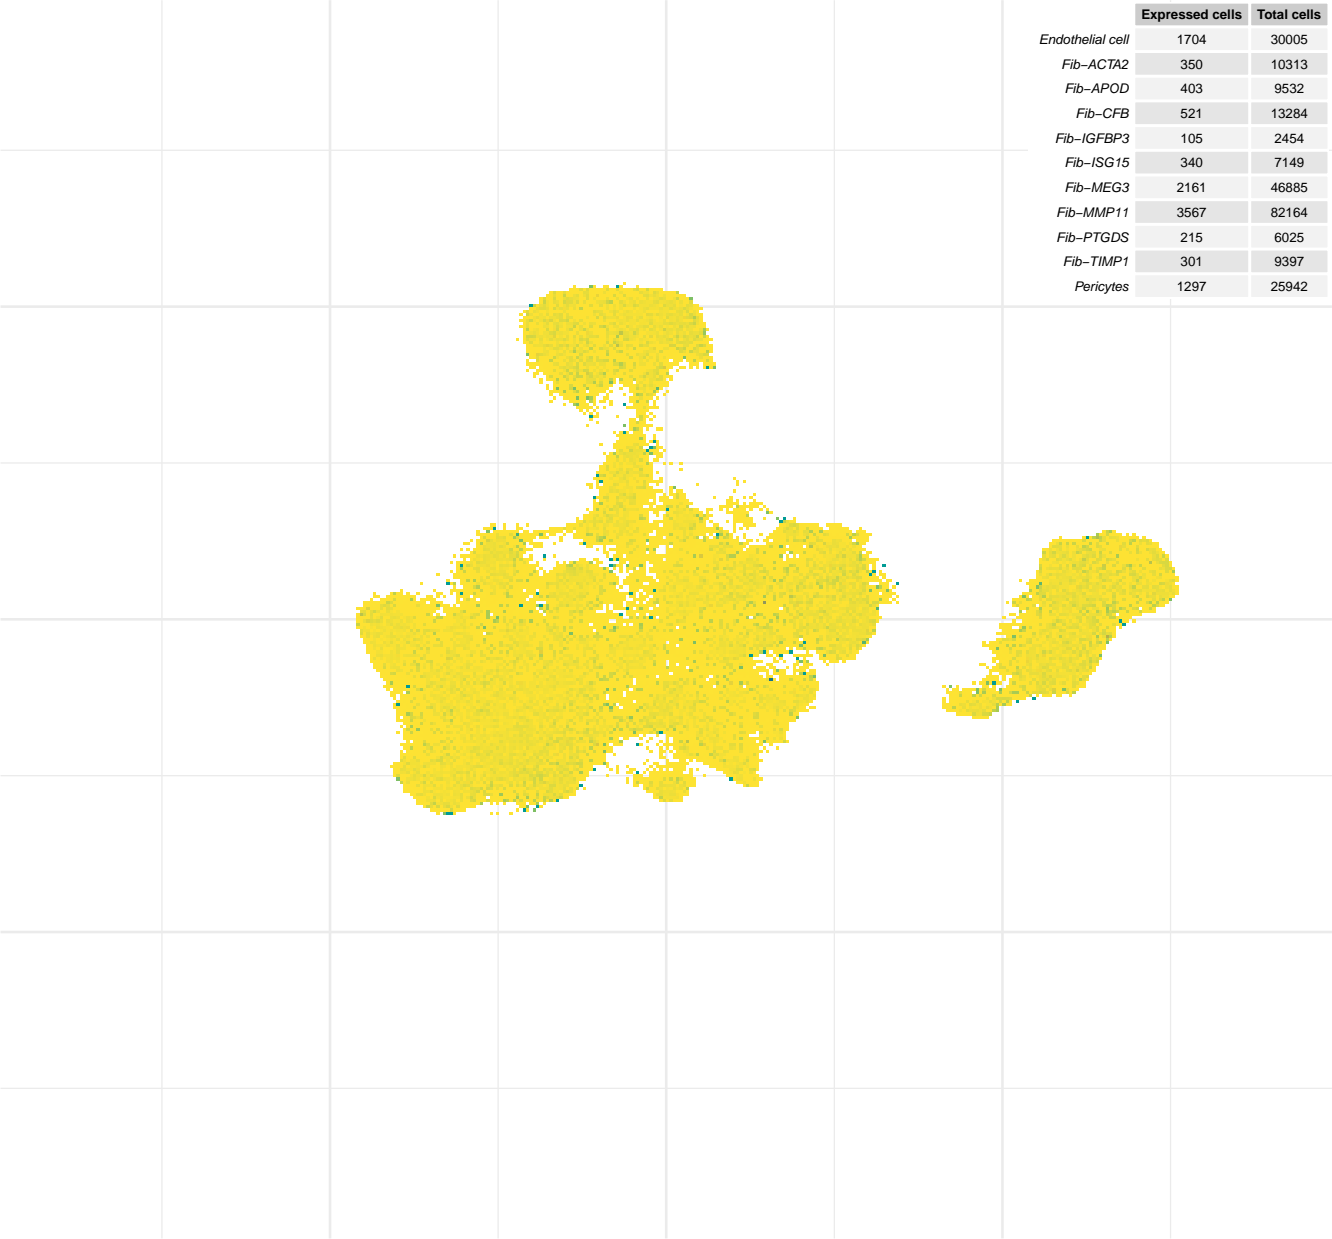 Expressed cells Total cells
Endothelial cell 1704 30005
Fib−ACTA2 350 10313
Fib−APOD 403 9532
Fib−CFB 521 13284
Fib−IGFBP3 105 2454
Fib−ISG15 340 7149
Fib−MEG3 2161 46885
Fib−MMP11 3567 82164
Fib−PTGDS 215 6025
Fib−TIMP1 301 9397
Pericytes 1297 25942